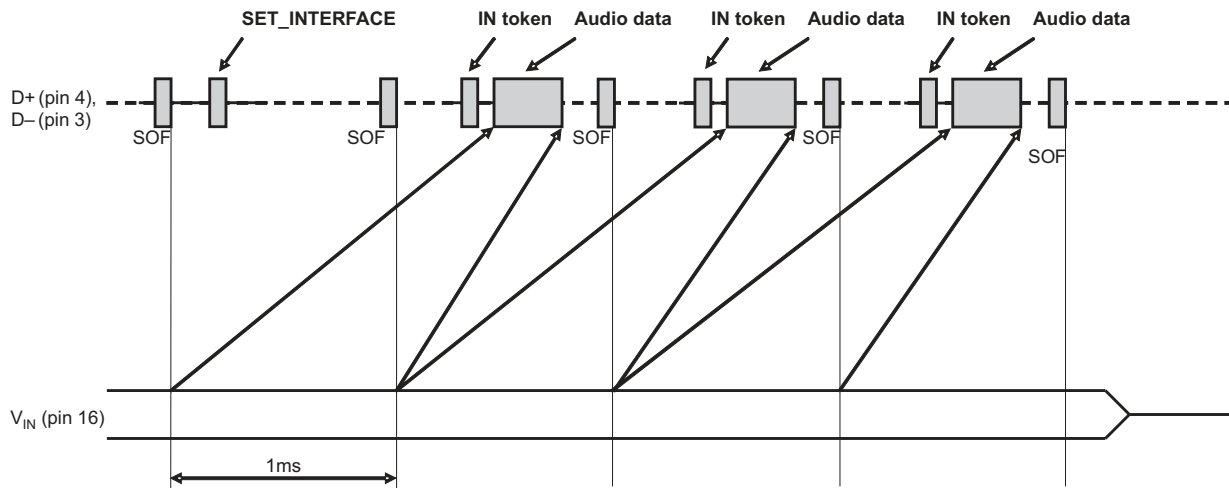 SET_INTERFACE
IN token
Audio data
IN token
Audio data
IN token
Audio data
D+ (pin 4),
D– (pin 3)
SOF
SOF
SOF
SOF
SOF
VIN (pin 16)
1ms